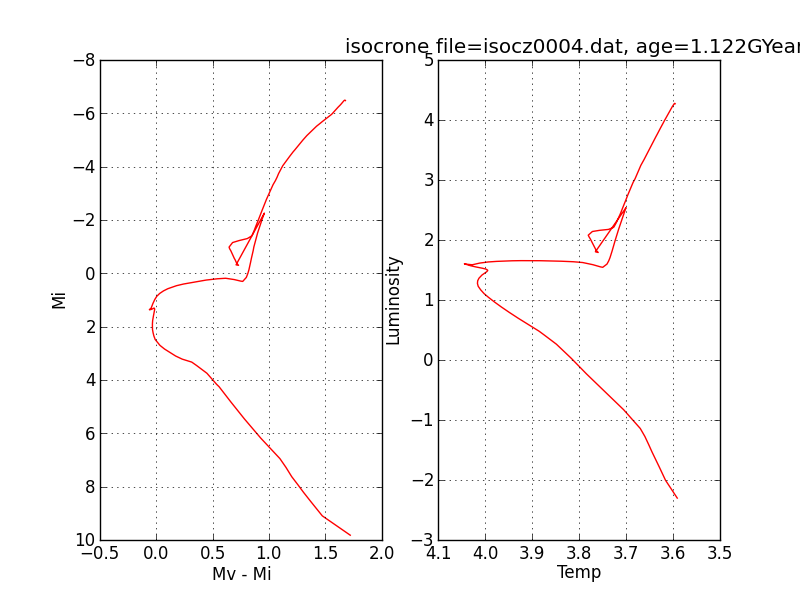 isocrone file=isocz0004.dat, age=1.122GYear
−8
−6
−4
−2
0
2
4
6
8
10
Mi
−0.5 0.0 0.5 1.0 1.5 2.0
Mv - Mi
5
4
3
2
1
0
−1
−2
−3
Luminosity
4.1 4.0 3.9 3.8 3.7 3.6 3.5
Temp